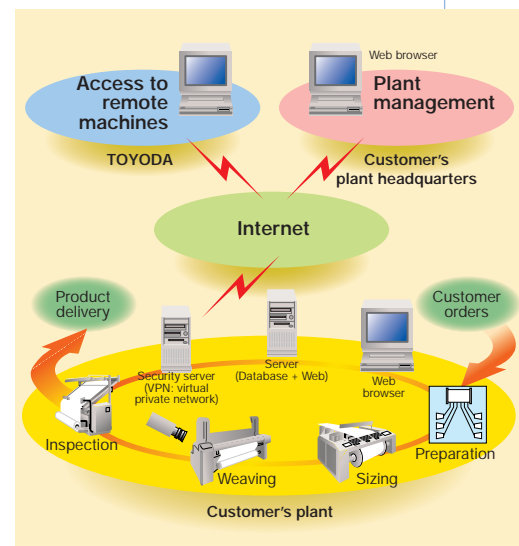 Web browser
Access to
remote
machines
Plant
management
TOYODA
Customer's
plant headquarters
Internet
Product
delivery
Customer
orders
Security server
(VPN: virtual
private network)
Server
(Database + Web)
Web
browser
Inspection
Weaving
Sizing
Preparation
Customer's plant